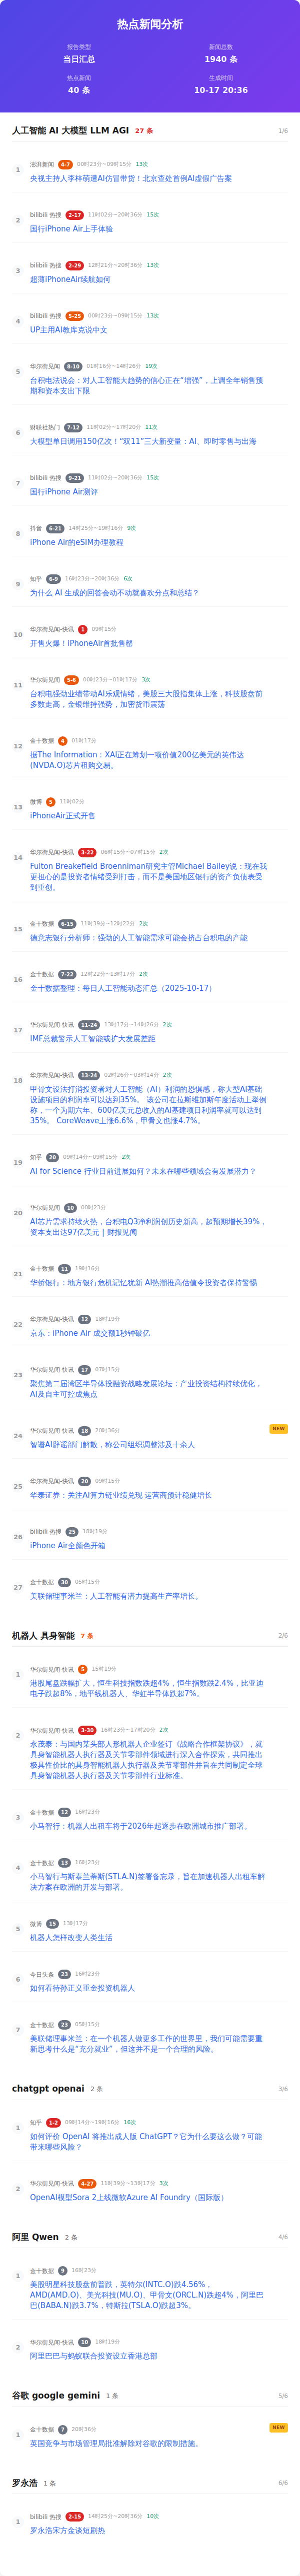 热点新闻分析
报告类型
当日汇总
新闻总数
1940 条
热点新闻
40 条
生成时间
10-17 20:36
人工智能 AI 大模型 LLM AGI 27 条 1/6
1
澎湃新闻 4-7 00时23分~09时15分 13次
央视主持人李梓萌遭AI仿冒带货！北京查处首例AI虚假广告案
2
bilibili 热搜 2-17 11时02分~20时36分 15次
国行iPhone Air上手体验
3
bilibili 热搜 2-29 12时21分~20时36分 13次
超薄iPhoneAir续航如何
4
bilibili 热搜 5-25 00时23分~09时15分 13次
UP主用AI教库克说中文
5
华尔街见闻 8-10 01时16分~14时26分 19次
台积电法说会：对人工智能大趋势的信心正在“增强”，上调全年销售预
期和资本支出下限
6
财联社热门 7-12 11时02分~17时20分 11次
大模型单日调用150亿次！“双11”三大新变量：AI、即时零售与出海
7
bilibili 热搜 9-21 11时02分~20时36分 15次
国行iPhone Air测评
8
抖音 6-21 14时25分~19时16分 9次
iPhone Air的eSIM办理教程
9
知乎 6-9 16时23分~20时36分 6次
为什么 AI 生成的回答会动不动就喜欢分点和总结？
10
华尔街见闻-快讯 1 09时15分
开售火爆！iPhoneAir首批售罄
11
华尔街见闻 5-6 00时23分~01时17分 3次
台积电强劲业绩带动AI乐观情绪，美股三大股指集体上涨，科技股盘前
多数走高，金银维持强势，加密货币震荡
12
金十数据 4 01时17分
据The Information：XAI正在筹划一项价值200亿美元的英伟达
(NVDA.O)芯片租购交易。
13
微博 5 11时02分
iPhoneAir正式开售
14
华尔街见闻-快讯 3-22 06时15分~07时15分 2次
Fulton Breakefield Broenniman研究主管Michael Bailey说：现在我
更担心的是投资者情绪受到打击，而不是美国地区银行的资产负债表受
到重创。
15
金十数据 6-15 11时39分~12时22分 2次
德意志银行分析师：强劲的人工智能需求可能会挤占台积电的产能
16
金十数据 7-22 12时22分~13时17分 2次
金十数据整理：每日人工智能动态汇总（2025-10-17）
17
华尔街见闻-快讯 11-24 13时17分~14时26分 2次
IMF总裁警示人工智能或扩大发展差距
18
华尔街见闻-快讯 13-24 02时26分~03时14分 2次
甲骨文设法打消投资者对人工智能（AI）利润的恐惧感，称大型AI基础
设施项目的利润率可以达到35%。 该公司在拉斯维加斯年度活动上举例
称，一个为期六年、600亿美元总收入的AI基建项目利润率就可以达到
35%。 CoreWeave上涨6.6%，甲骨文也涨4.7%。
19
知乎 20 09时14分~09时15分 2次
AI for Science 行业目前进展如何？未来在哪些领域会有发展潜力？
20
华尔街见闻 10 00时23分
AI芯片需求持续火热，台积电Q3净利润创历史新高，超预期增长39%，
资本支出达97亿美元 | 财报见闻
21
金十数据 11 15时16分
华侨银行：地方银行危机记忆犹新 AI热潮推高估值令投资者保持警惕
22
华尔街见闻-快讯 12 18时19分
京东：iPhone Air 成交额1秒钟破亿
23
华尔街见闻-快讯 17 07时15分
聚焦第二届湾区半导体投融资战略发展论坛：产业投资结构持续优化，
AI及自主可控成焦点
24
华尔街见闻-快讯 18 20时36分 NEW
智谱AI辟谣部门解散，称公司组织调整涉及十余人
25
华尔街见闻-快讯 20 09时15分
华泰证券：关注AI算力链业绩兑现 运营商预计稳健增长
26
bilibili 热搜 25 18时19分
iPhone Air全颜色开箱
27
金十数据 30 05时15分
美联储理事米兰：人工智能有潜力提高生产率增长。
机器人 具身智能 7 条 2/6
1
华尔街见闻-快讯 5 15时19分
港股尾盘跌幅扩大，恒生科技指数跌超4%，恒生指数跌2.4%，比亚迪
电子跌超8%，地平线机器人、华虹半导体跌超7%。
2
华尔街见闻-快讯 3-30 16时23分~17时20分 2次
永茂泰：与国内某头部人形机器人企业签订《战略合作框架协议》，就
具身智能机器人执行器及关节零部件领域进行深入合作探索，共同推出
极具性价比的具身智能机器人执行器及关节零部件并旨在共同制定全球
具身智能机器人执行器及关节零部件行业标准。
3
金十数据 12 16时23分
小马智行：机器人出租车将于2026年起逐步在欧洲城市推广部署。
4
金十数据 13 16时23分
小马智行与斯泰兰蒂斯(STLA.N)签署备忘录，旨在加速机器人出租车解
决方案在欧洲的开发与部署。
5
微博 15 13时17分
机器人怎样改变人类生活
6
今日头条 23 16时23分
如何看待孙正义重金投资机器人
7
金十数据 23 05时15分
美联储理事米兰：在一个机器人做更多工作的世界里，我们可能需要重
新思考什么是“充分就业”，但这并不是一个合理的风险。
chatgpt openai 2 条 3/6
1
知乎 1-2 09时14分~19时16分 16次
如何评价 OpenAI 将推出成人版 ChatGPT？它为什么要这么做？可能
带来哪些风险？
2
华尔街见闻-快讯 4-27 11时39分~13时17分 3次
OpenAI模型Sora 2上线微软Azure AI Foundry（国际版）
阿里 Qwen 2 条 4/6
1
金十数据 9 16时23分
美股明星科技股盘前普跌，英特尔(INTC.O)跌4.56%，
AMD(AMD.O)、美光科技(MU.O)、甲骨文(ORCL.N)跌超4%，阿里巴
巴(BABA.N)跌3.7%，特斯拉(TSLA.O)跌超3%。
2
华尔街见闻-快讯 10 18时19分
阿里巴巴与蚂蚁联合投资设立香港总部
谷歌 google gemini 1 条 5/6
1
金十数据 7 20时36分 NEW
英国竞争与市场管理局批准解除对谷歌的限制措施。
罗永浩 1 条 6/6
1
bilibili 热搜 2-15 14时25分~20时36分 10次
罗永浩宋方金谈短剧热